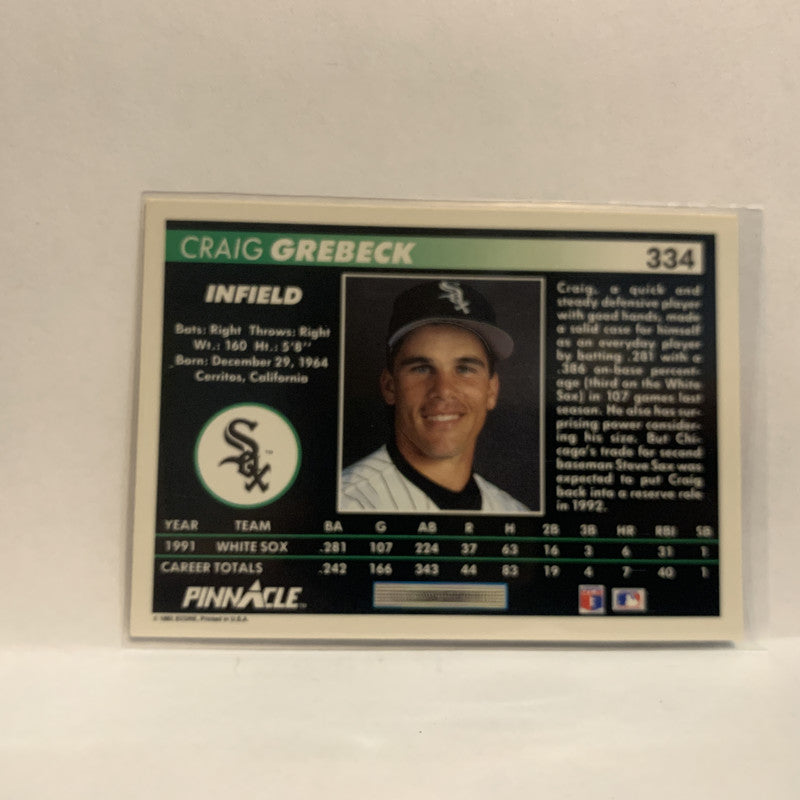 CRAIG GREBECK
334
INFIELD
Bats: Right Throws: Right
Wt.: 160 Ht.: 5'8"
Born: December 29, 1964
Cerritos, California
Sox
Craig, a quick and
steady defensive player
with good hands, made
a solid case for himself
as an everyday player
by batting .281 with a
.386 on-base percent-
age (third on the White
Sox) in 107 games last
season. He also has sur-
prising power consider-
ing his size. But Chi-
cago's trade for second
baseman Steve Sax was
expected to put Craig
back into a reserve role
in 1992.
YEAR TEAM BA G AB R H 2B 3B HR RBI SB
1991 WHITE SOX .281 107 224 37 63 16 3 6 31 1
CAREER TOTALS .242 166 343 44 83 19 4 7 40 1
PINNACLE
© 1992 SCORE, Printed in U.S.A.